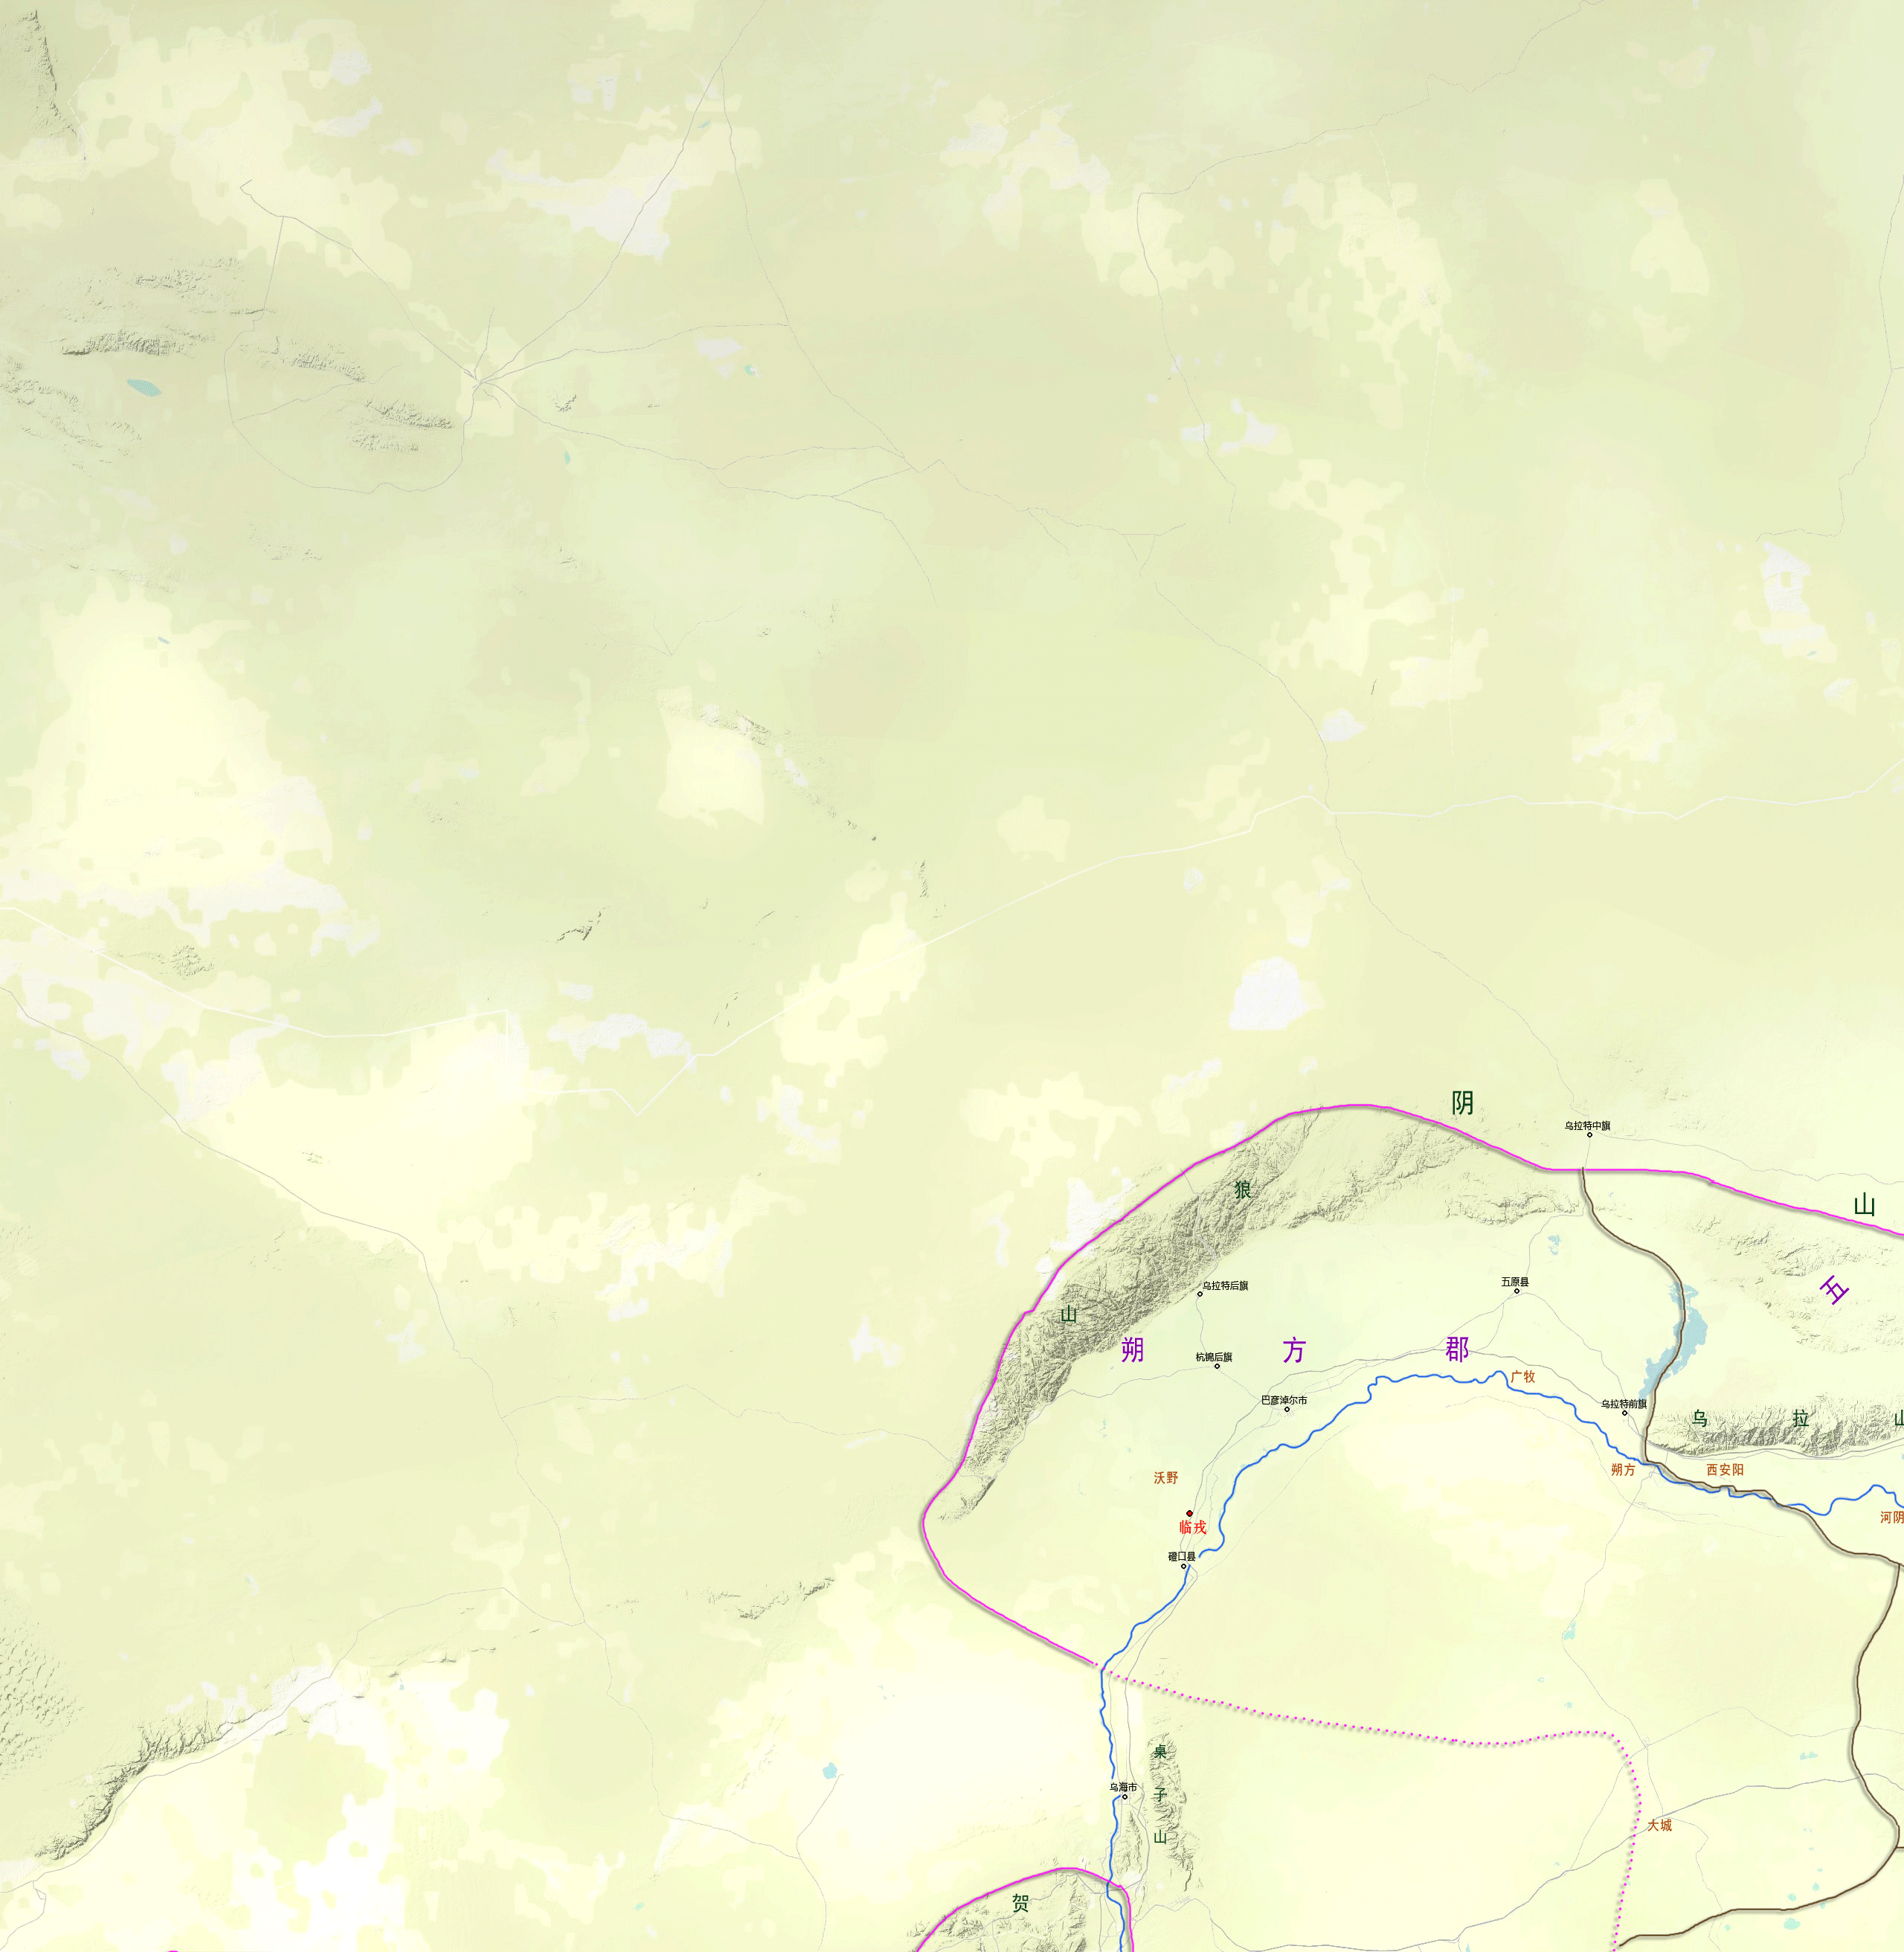 阴
乌拉特中旗
狼
山
山
乌拉特后旗
五原县
五
朔方郡
杭锦后旗
广牧
巴彦淖尔市
乌拉特前旗
乌拉山
沃野
朔方
西安阳
临戎
河阴
磴口县
桌子山
乌海市
大城
贺